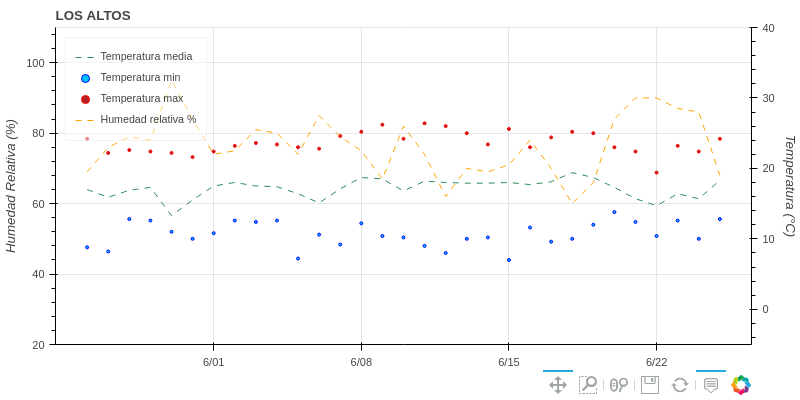 LOS ALTOS
Temperatura media
Temperatura min
Temperatura max
Humedad relativa %
Humedad Relativa (%)
100
80
60
40
20
40
30
20
10
0
Temperatura (°C)
6/01
6/08
6/15
6/22